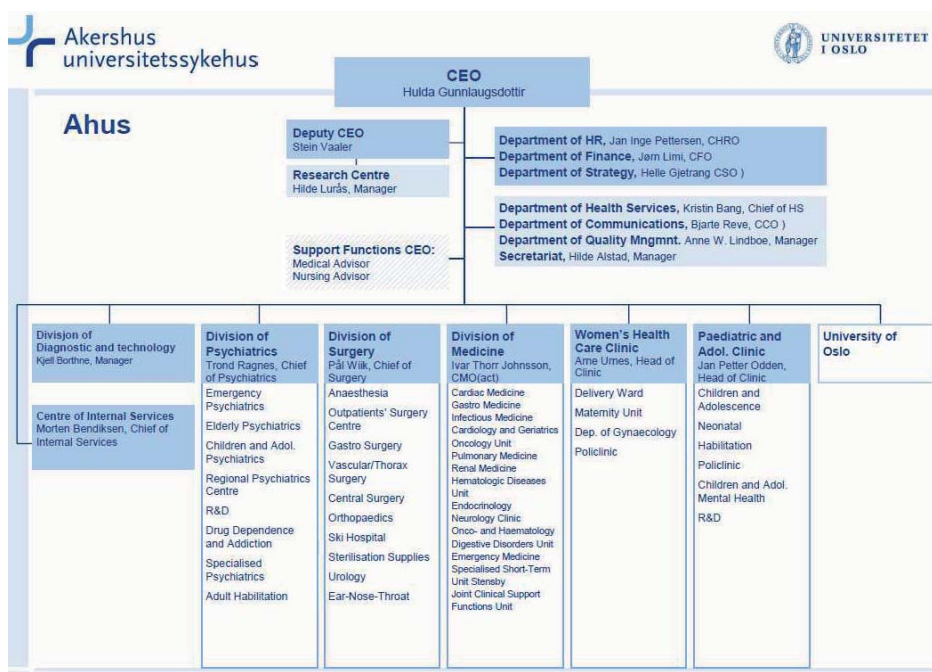 Akershus
universitetssykehus
UNIVERSITETET
I OSLO
CEO
Hulda Gunnlaugsdottir
Ahus
Deputy CEO
Stein Vaaler
Research Centre
Hilde Lurås, Manager
Department of HR, Jan Inge Pettersen, CHRO
Department of Finance, Jørn Limi, CFO
Department of Strategy, Helle Gjetrang CSO )
Department of Health Services, Kristin Bang, Chief of HS
Department of Communications, Bjarte Reve, CCO )
Department of Quality Mngmnt. Anne W. Lindboe, Manager
Secretariat, Hilde Alstad, Manager
Support Functions CEO:
Medical Advisor
Nursing Advisor
Division of
Diagnostic and technology
Kjell Borthne, Manager
Centre of Internal Services
Morten Bendiksen, Chief of
Internal Services
Division of
Psychiatrics
Trond Ragnes, Chief
of Psychiatrics
Emergency
Psychiatrics
Elderly Psychiatrics
Children and Adol.
Psychiatrics
Regional Psychiatrics
Centre
R&D
Drug Dependence
and Addiction
Specialised
Psychiatrics
Adult Habilitation
Division of
Surgery
Pål Wiik, Chief of
Surgery
Anaesthesia
Outpatients' Surgery
Centre
Gastro Surgery
Vascular/Thorax
Surgery
Central Surgery
Orthopaedics
Ski Hospital
Sterilisation Supplies
Urology
Ear-Nose-Throat
Division of
Medicine
Ivar Thorr Johnsson,
CMO(act)
Cardiac Medicine
Gastro Medicine
Infectious Medicine
Cardiology and Geriatrics
Oncology Unit
Pulmonary Medicine
Renal Medicine
Hematologic Diseases
Unit
Endocrinology
Neurology Clinic
Onco- and Haematology
Digestive Disorders Unit
Emergency Medicine
Specialised Short-Term
Unit Stensby
Joint Clinical Support
Functions Unit
Women's Health
Care Clinic
Arne Urnes, Head of
Clinic
Delivery Ward
Maternity Unit
Dep. of Gynaecology
Policlinic
Paediatric and
Adol. Clinic
Jan Petter Odden,
Head of Clinic
Children and
Adolescence
Neonatal
Habilitation
Policlinic
Children and Adol.
Mental Health
R&D
University of
Oslo